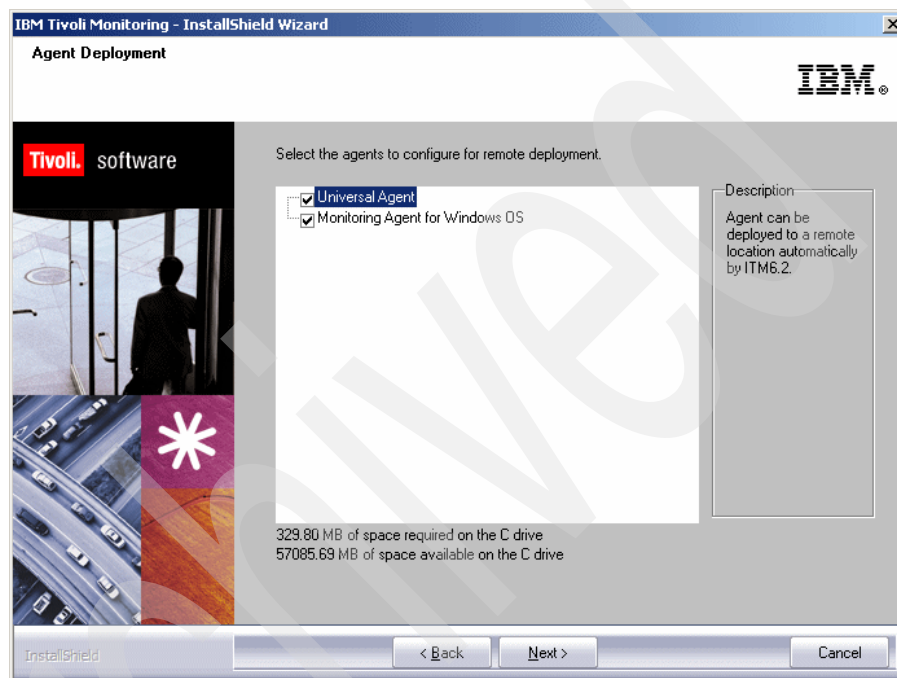 IBM Tivoli Monitoring - InstallShield Wizard
Agent Deployment
IBM®
Tivoli. software
Select the agents to configure for remote deployment.
Universal Agent
Monitoring Agent for Windows OS
Description
Agent can be
deployed to a remote
location automatically
by ITM6.2.
329.80 MB of space required on the C drive
57085.69 MB of space available on the C drive
InstallShield
< Back
Next >
Cancel